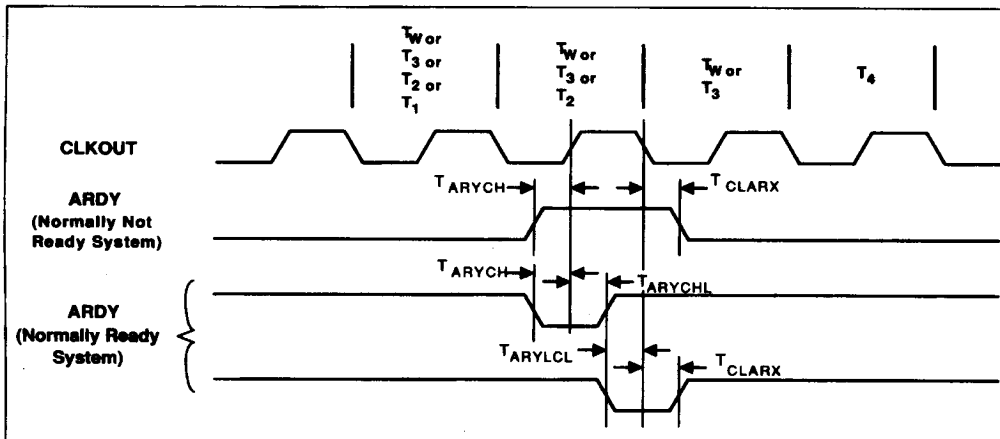 TW or
T3 or
T2 or
T1
TW or
T3 or
T2
TW or
T3
T4
CLKOUT
TARYCH
TCLARX
ARDY
(Normally Not
Ready System)
TARYCH
TARYCHL
ARDY
(Normally Ready
System)
TARYLCL
TCLARX